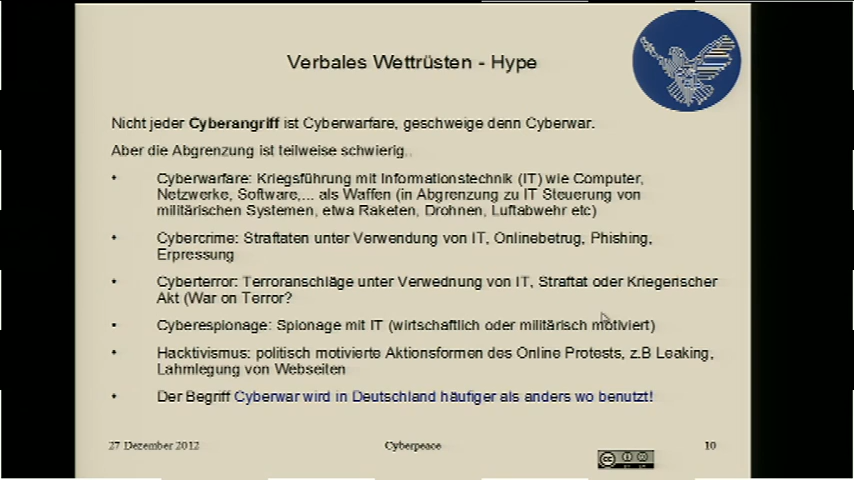 Verbales Wettrüsten - Hype
Nicht jeder Cyberangriff ist Cyberwarfare, geschweige denn Cyberwar.
Aber die Abgrenzung ist teilweise schwierig..
• Cyberwarfare: Kriegsführung mit Informationstechnik (IT) wie Computer,
Netzwerke, Software,... als Waffen (in Abgrenzung zu IT Steuerung von
militärischen Systemen, etwa Raketen, Drohnen, Luftabwehr etc)
• Cybercrime: Straftaten unter Verwendung von IT, Onlinebetrug, Phishing,
Erpressung
• Cyberterror: Terroranschläge unter Verwednung von IT, Straftat oder Kriegerischer
Akt (War on Terror?
• Cyberespionage: Spionage mit IT (wirtschaftlich oder militärisch motiviert)
• Hacktivismus: politisch motivierte Aktionsformen des Online Protests, z.B Leaking,
Lahmlegung von Webseiten
• Der Begriff Cyberwar wird in Deutschland häufiger als anders wo benutzt!
27 Dezember 2012
Cyberpeace
10
cc